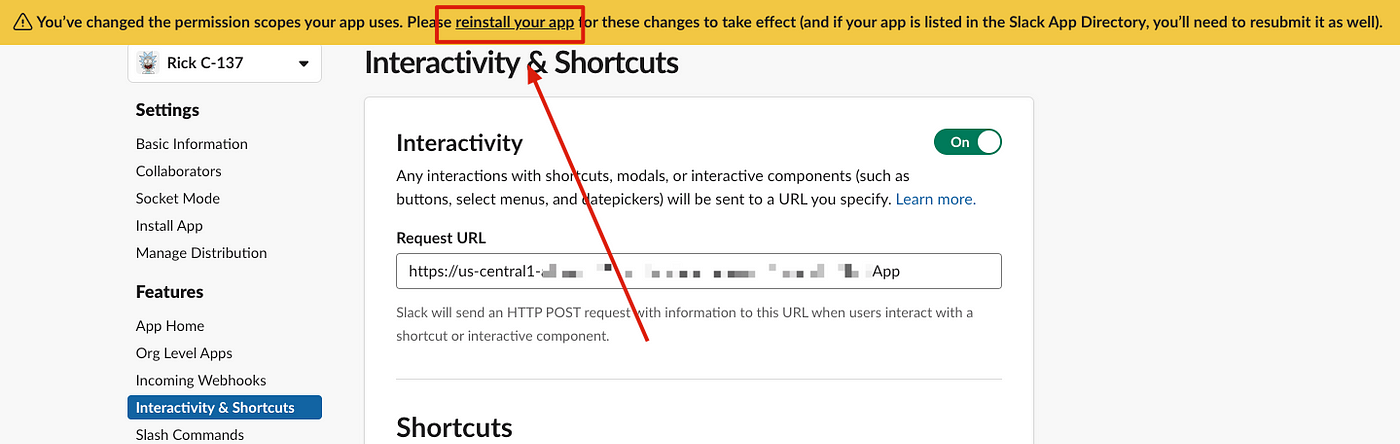 You've changed the permission scopes your app uses. Please reinstall your app for these changes to take effect (and if your app is listed in the Slack App Directory, you'll need to resubmit it as well).
Rick C-137
Settings
Basic Information
Collaborators
Socket Mode
Install App
Manage Distribution
Features
App Home
Org Level Apps
Incoming Webhooks
Interactivity & Shortcuts
Slash Commands
Interactivity & Shortcuts
Interactivity
On
Any interactions with shortcuts, modals, or interactive components (such as
buttons, select menus, and datepickers) will be sent to a URL you specify. Learn more.
Request URL
https://us-central1- App
Slack will send an HTTP POST request with information to this URL when users interact with a
shortcut or interactive component.
Shortcuts